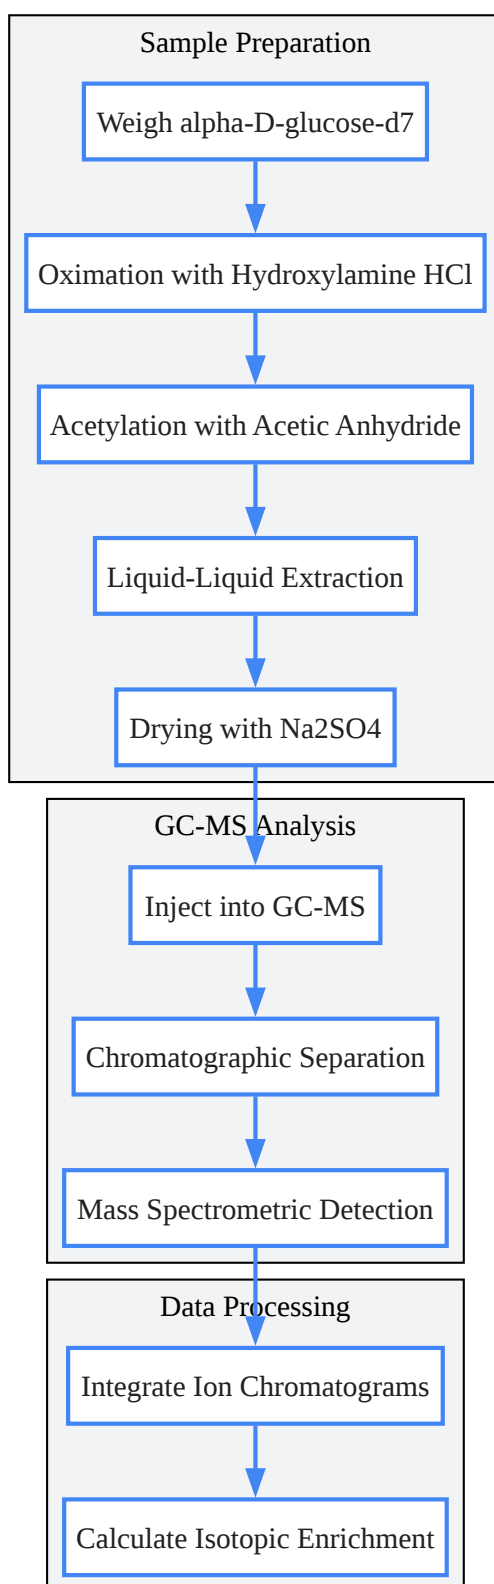 Sample Preparation
Weigh alpha-D-glucose-d7
Oximation with Hydroxylamine HCl
Acetylation with Acetic Anhydride
Liquid-Liquid Extraction
Drying with Na2SO4
GC-MS Analysis
Inject into GC-MS
Chromatographic Separation
Mass Spectrometric Detection
Data Processing
Integrate Ion Chromatograms
Calculate Isotopic Enrichment